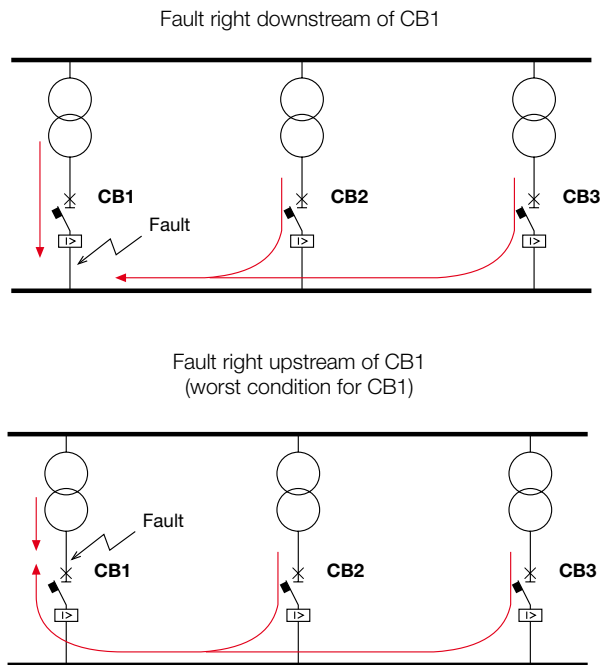 Fault right downstream of CB1
CB1
CB2
CB3
Fault
I>
I>
I>
Fault right upstream of CB1
(worst condition for CB1)
Fault
CB1
CB2
CB3
I>
I>
I>